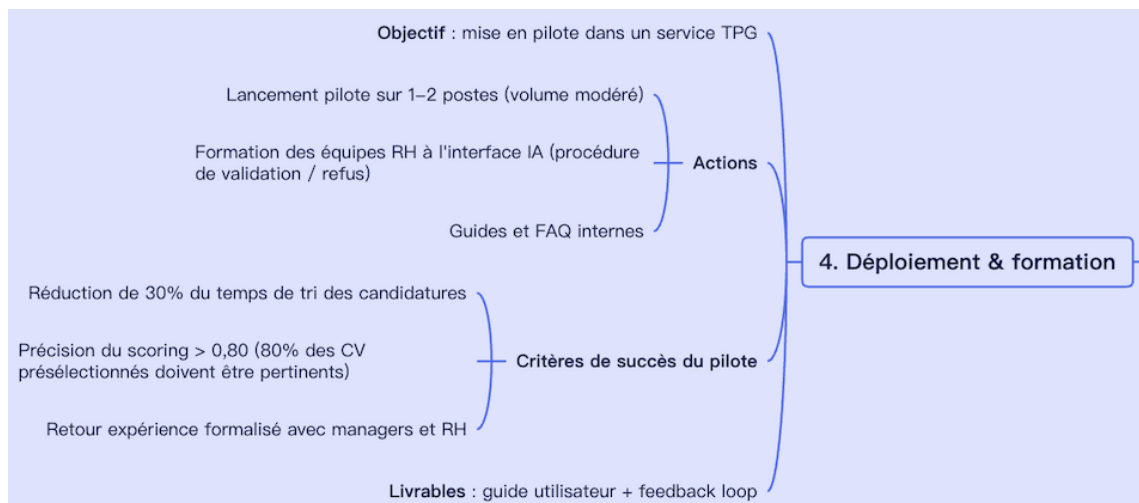 Objectif : mise en pilote dans un service TPG
Lancement pilote sur 1–2 postes (volume modéré)
Formation des équipes RH à l'interface IA (procédure
de validation / refus)
Actions
Guides et FAQ internes
4. Déploiement & formation
Réduction de 30% du temps de tri des candidatures
Précision du scoring > 0,80 (80% des CV
présélectionnés doivent être pertinents)
Critères de succès du pilote
Retour expérience formalisé avec managers et RH
Livrables : guide utilisateur + feedback loop